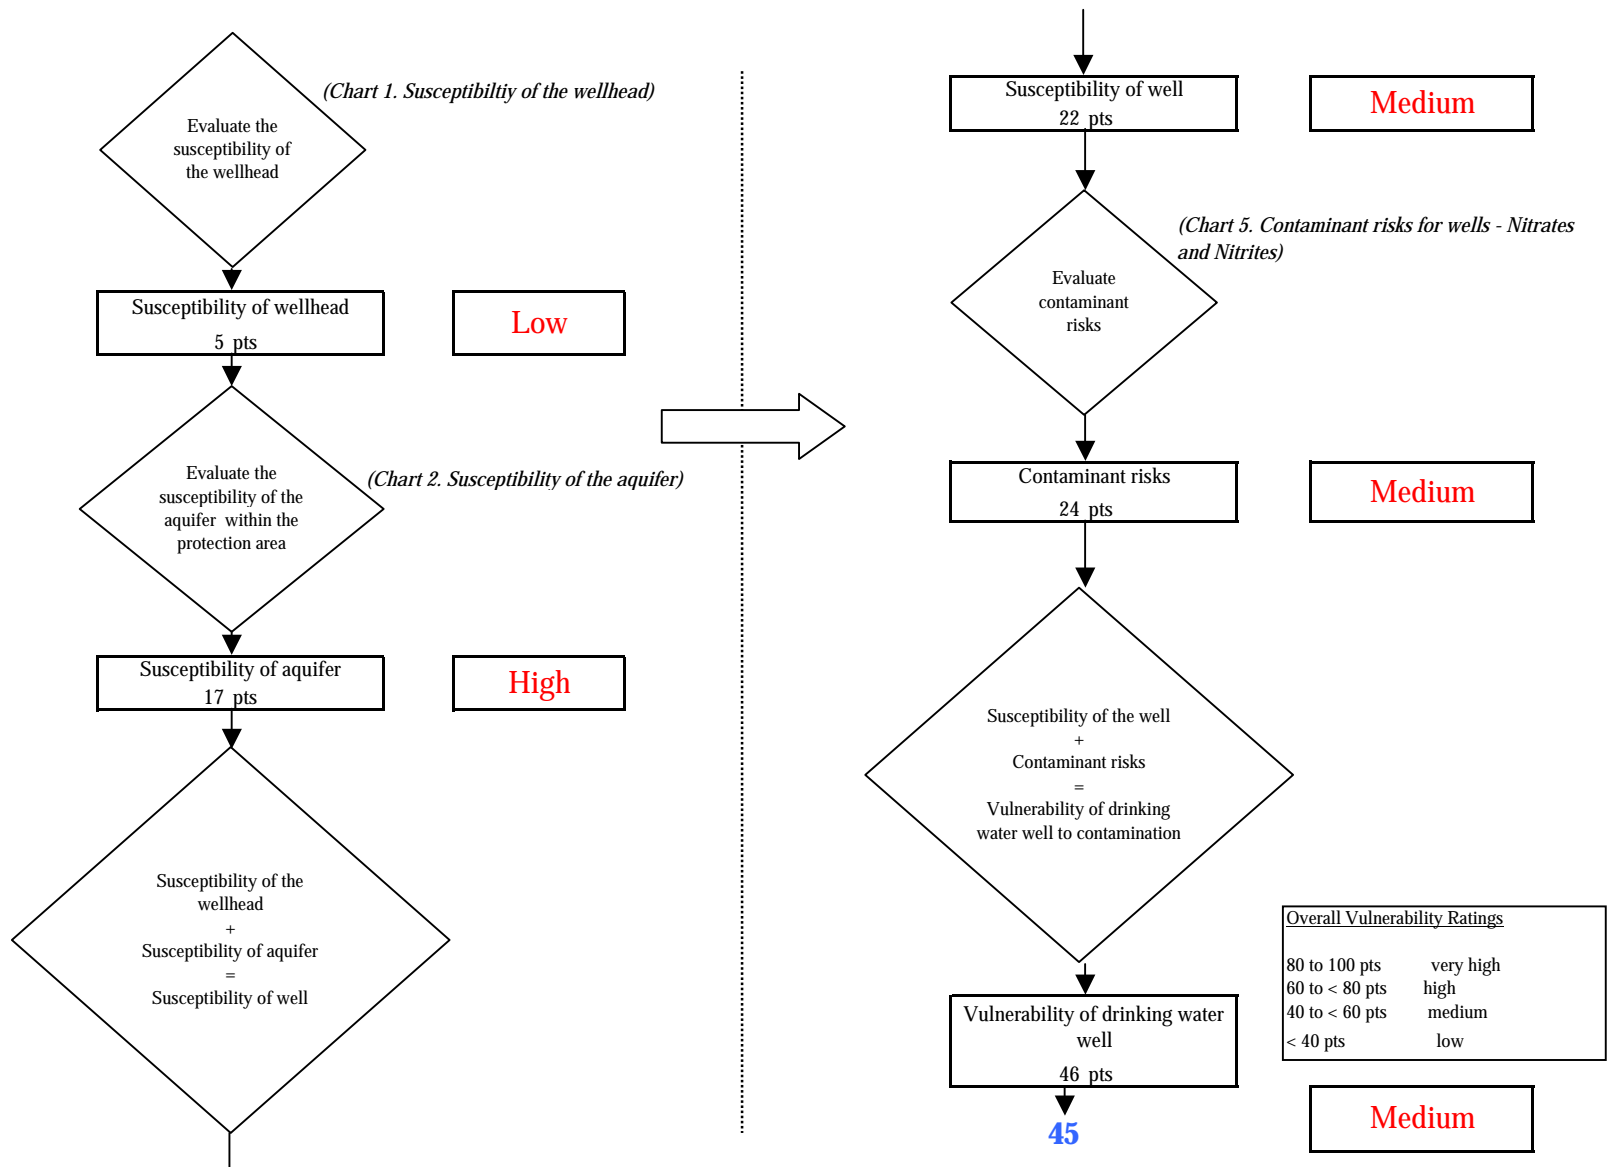 (Chart 1. Susceptibiltiy of the wellhead)
Evaluate the
susceptibility of
the wellhead
Susceptibility of wellhead
5 pts
Low
Evaluate the
susceptibility of the
aquifer within the
protection area
(Chart 2. Susceptibility of the aquifer)
Susceptibility of aquifer
17 pts
High
Susceptibility of the
wellhead
+
Susceptibility of aquifer
=
Susceptibility of well
Susceptibility of well
22 pts
Medium
(Chart 5. Contaminant risks for wells - Nitrates
and Nitrites)
Evaluate
contaminant
risks
Contaminant risks
24 pts
Medium
Susceptibility of the well
+
Contaminant risks
=
Vulnerability of drinking
water well to contamination
Overall Vulnerability Ratings
80 to 100 pts very high
60 to < 80 pts high
40 to < 60 pts medium
< 40 pts low
Vulnerability of drinking water
well
46 pts
45
Medium